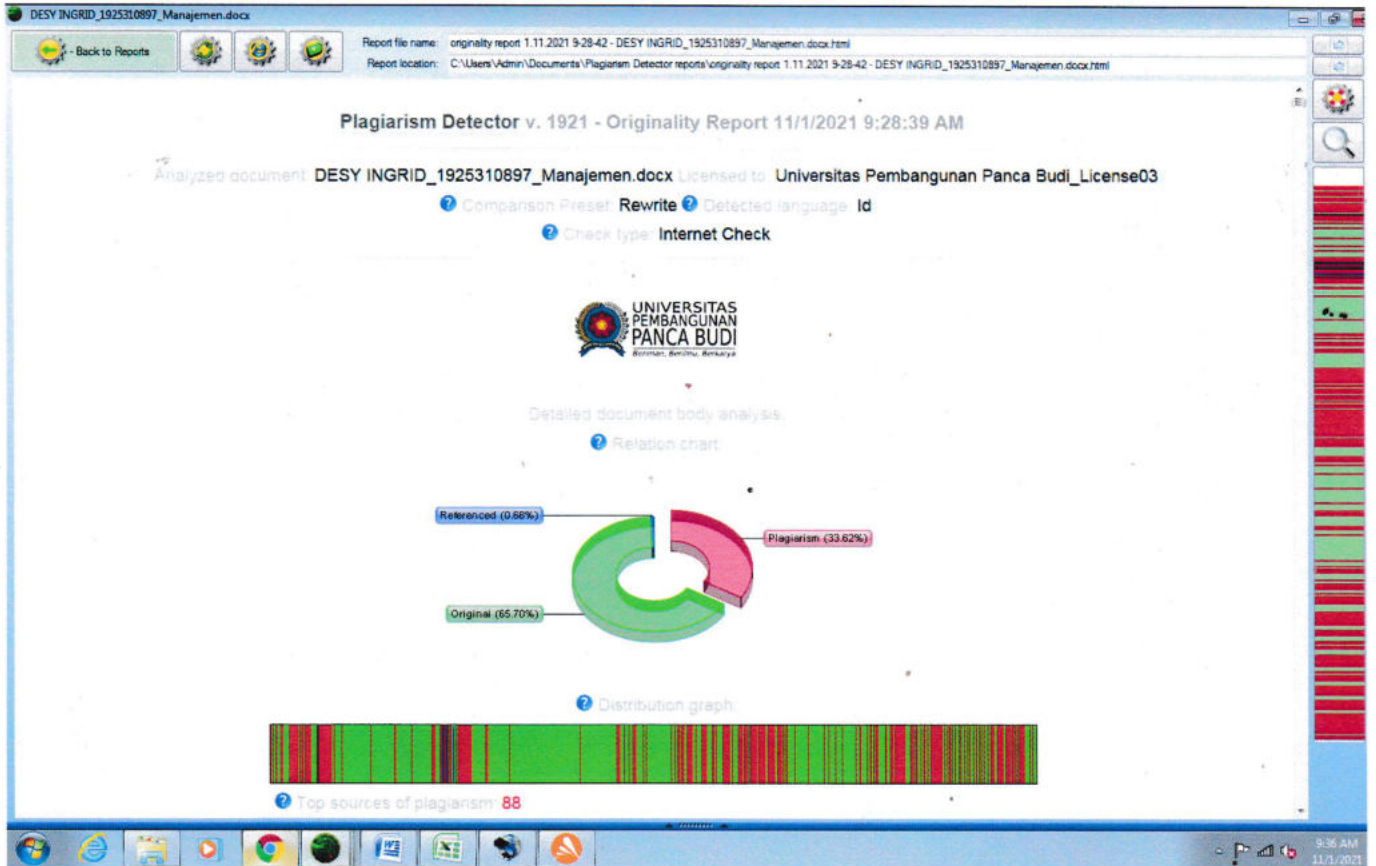 DESY INGRID_1925310897_Manajemen.docx
- Back to Reports
Report file name: originality report 1.11.2021 9-28-42 - DESY INGRID_1925310897_Manajemen.docx.html
Report location: C:\Users\Admin\Documents\Plagiarism Detector reports\originality report 1.11.2021 9-28-42 - DESY INGRID_1925310897_Manajemen.docx.html
Plagiarism Detector v. 1921 - Originality Report 11/1/2021 9:28:39 AM
Analyzed document: DESY INGRID_1925310897_Manajemen.docx Licensed to: Universitas Pembangunan Panca Budi_License03
Comparison Preset: Rewrite Detected language: Id
Check type: Internet Check
UNIVERSITAS
PEMBANGUNAN
PANCA BUDI
Beriman, Berilmu, Berkarya
Detailed document body analysis:
Relation chart:
Referenced (0.68%)
Plagiarism (33.62%)
Original (65.70%)
Distribution graph:
Top sources of plagiarism: 88
9:36 AM
11/1/2021